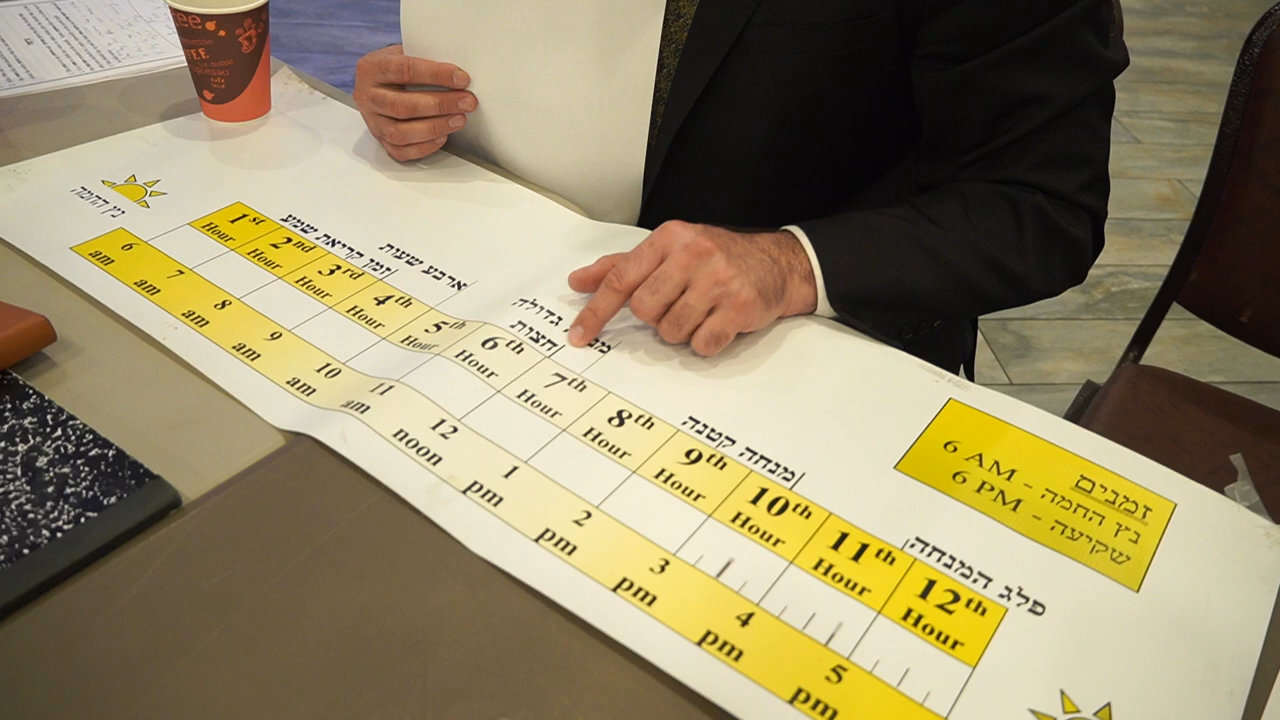 FEE
נץ החמה
זמן קריאת שמע
ארבע שעות
חצות
גדולה
מנחה קטנה
פלג המנחה
1st Hour
2nd Hour
3rd Hour
4th Hour
5th Hour
6th Hour
7th Hour
8th Hour
9th Hour
10th Hour
11th Hour
12th Hour
6 am
7 am
8 am
9 am
10 am
11 am
12 noon
1 pm
2 pm
3 pm
4 pm
5 pm
זמנים
נץ החמה - 6 AM
שקיעה - 6 PM